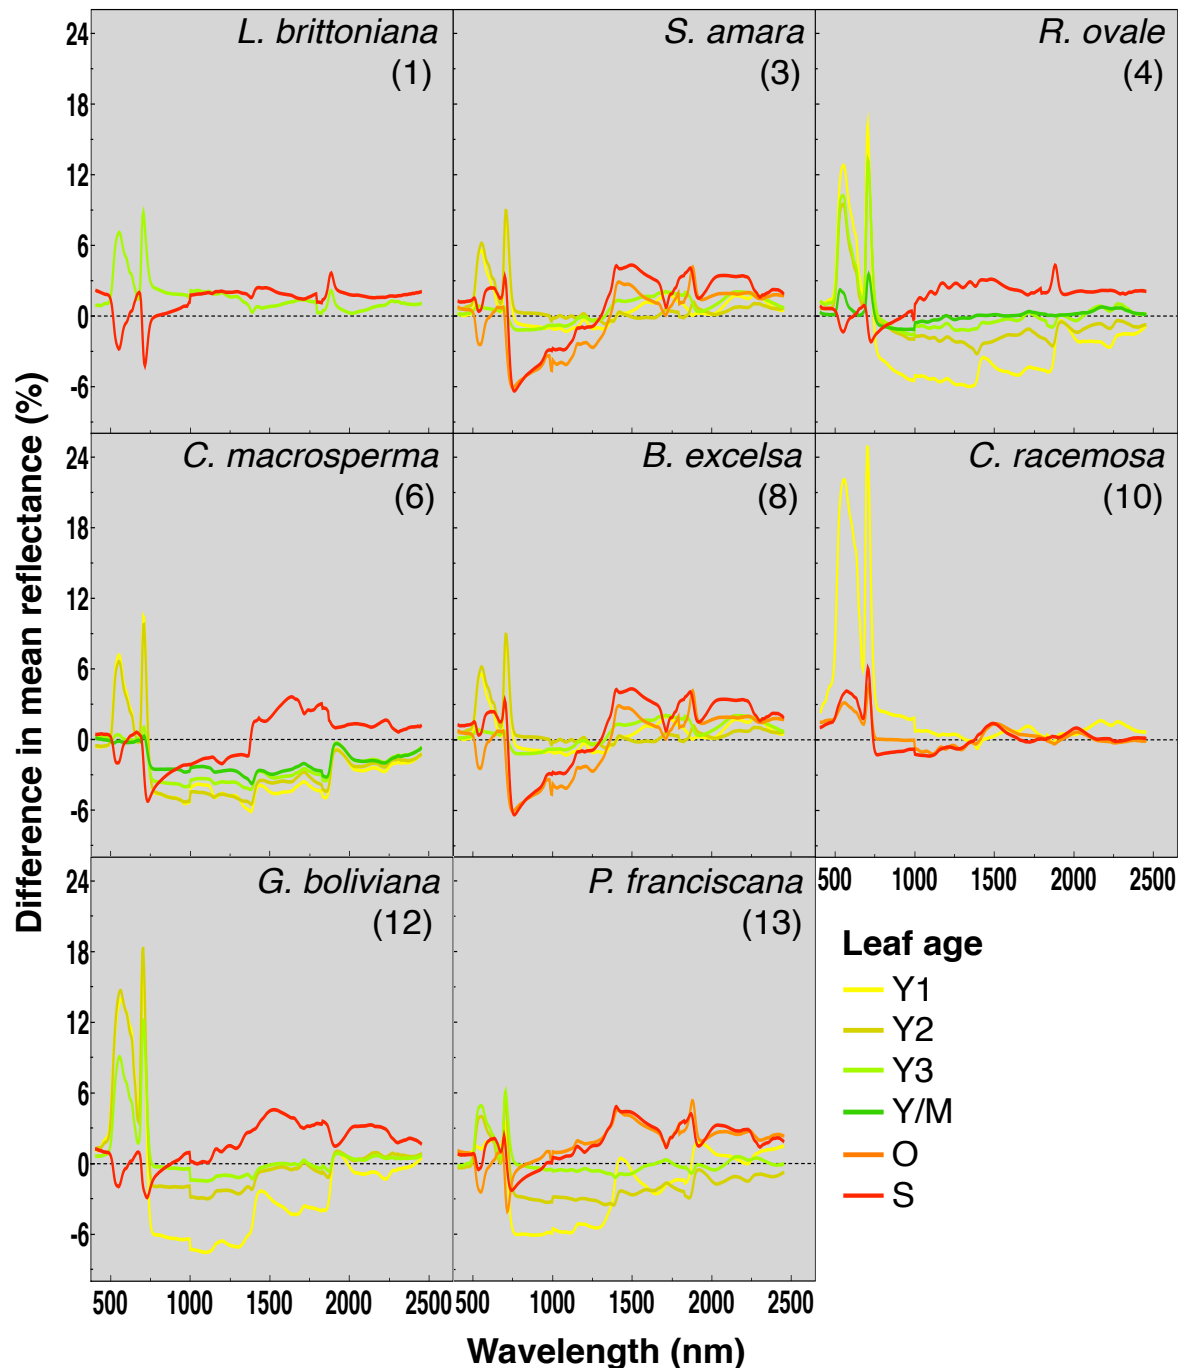 L. brittoniana
(1)
S. amara
(3)
R. ovale
(4)
24
18
12
6
0
-6
C. macrosperma
(6)
B. excelsa
(8)
C. racemosa
(10)
24
18
12
6
0
-6
500 1000 1500 2000 2500
G. boliviana
(12)
P. franciscana
(13)
24
18
12
6
0
-6
500 1000 1500 2000 2500
500 1000 1500 2000 2500
Difference in mean reflectance (%)
Wavelength (nm)
Leaf age
Y1
Y2
Y3
Y/M
O
S